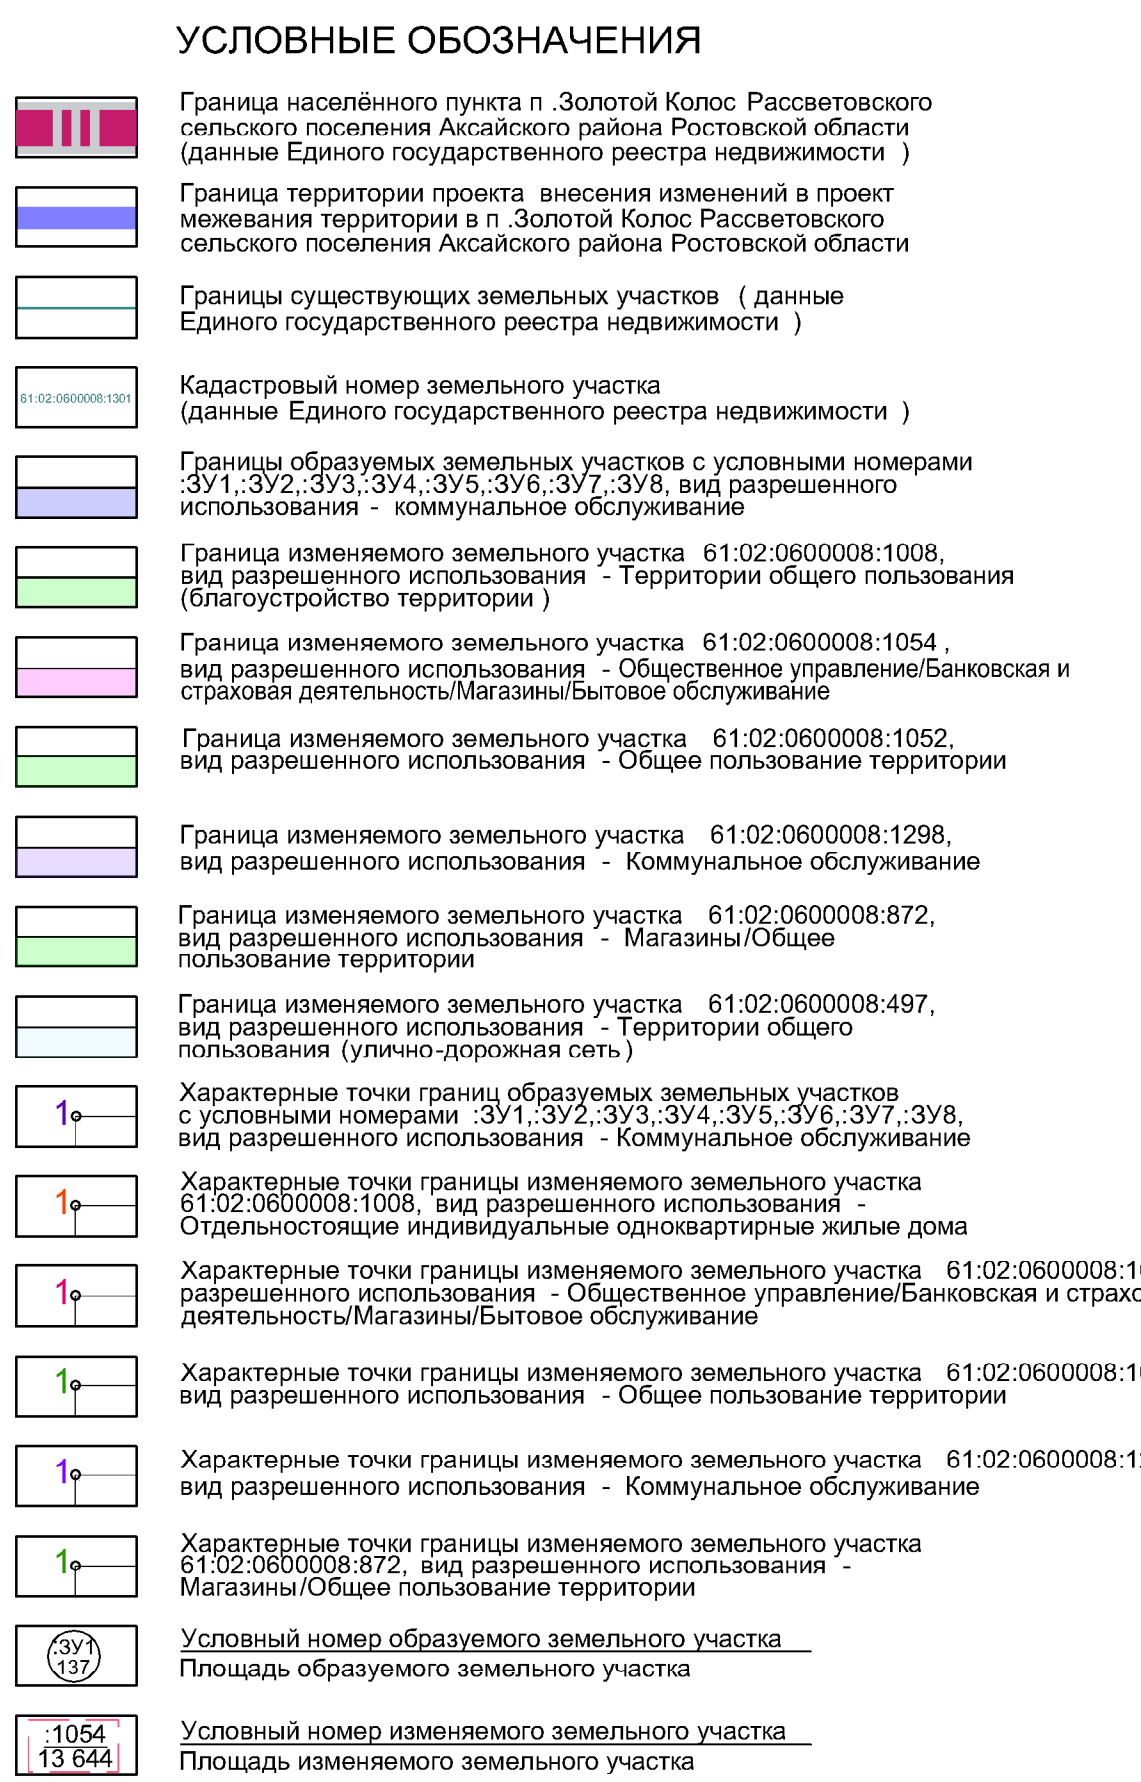 УСЛОВНЫЕ ОБОЗНАЧЕНИЯ
Граница населённого пункта п .Золотой Колос Рассветовского
сельского поселения Аксайского района Ростовской области
(данные Единого государственного реестра недвижимости )
Граница территории проекта внесения изменений в проект
межевания территории в п .Золотой Колос Рассветовского
сельского поселения Аксайского района Ростовской области
Границы существующих земельных участков ( данные
Единого государственного реестра недвижимости )
61:02:0600008:1301
Кадастровый номер земельного участка
(данные Единого государственного реестра недвижимости )
Границы образуемых земельных участков с условными номерами
:ЗУ1,:ЗУ2,:ЗУ3,:ЗУ4,:ЗУ5,:ЗУ6,:ЗУ7,:ЗУ8, вид разрешенного
использования - коммунальное обслуживание
Граница изменяемого земельного участка 61:02:0600008:1008,
вид разрешенного использования - Территории общего пользования
(благоустройство территории )
Граница изменяемого земельного участка 61:02:0600008:1054 ,
вид разрешенного использования - Общественное управление/Банковская и
страховая деятельность/Магазины/Бытовое обслуживание
Граница изменяемого земельного участка 61:02:0600008:1052,
вид разрешенного использования - Общее пользование территории
Граница изменяемого земельного участка 61:02:0600008:1298,
вид разрешенного использования - Коммунальное обслуживание
Граница изменяемого земельного участка 61:02:0600008:872,
вид разрешенного использования - Магазины/Общее
пользование территории
Граница изменяемого земельного участка 61:02:0600008:497,
вид разрешенного использования - Территории общего
пользования (улично-дорожная сеть)
1
Характерные точки границ образуемых земельных участков
с условными номерами :ЗУ1,:ЗУ2,:ЗУ3,:ЗУ4,:ЗУ5,:ЗУ6,:ЗУ7,:ЗУ8,
вид разрешенного использования - Коммунальное обслуживание
1
Характерные точки границы изменяемого земельного участка
61:02:0600008:1008, вид разрешенного использования -
Отдельностоящие индивидуальные одноквартирные жилые дома
1
Характерные точки границы изменяемого земельного участка 61:02:0600008:1
разрешенного использования - Общественное управление/Банковская и страхо
деятельность/Магазины/Бытовое обслуживание
1
Характерные точки границы изменяемого земельного участка 61:02:0600008:1
вид разрешенного использования - Общее пользование территории
1
Характерные точки границы изменяемого земельного участка 61:02:0600008:1
вид разрешенного использования - Коммунальное обслуживание
1
Характерные точки границы изменяемого земельного участка
61:02:0600008:872, вид разрешенного использования -
Магазины/Общее пользование территории
:ЗУ1
137
Условный номер образуемого земельного участка
Площадь образуемого земельного участка
:1054
13 644
Условный номер изменяемого земельного участка
Площадь изменяемого земельного участка